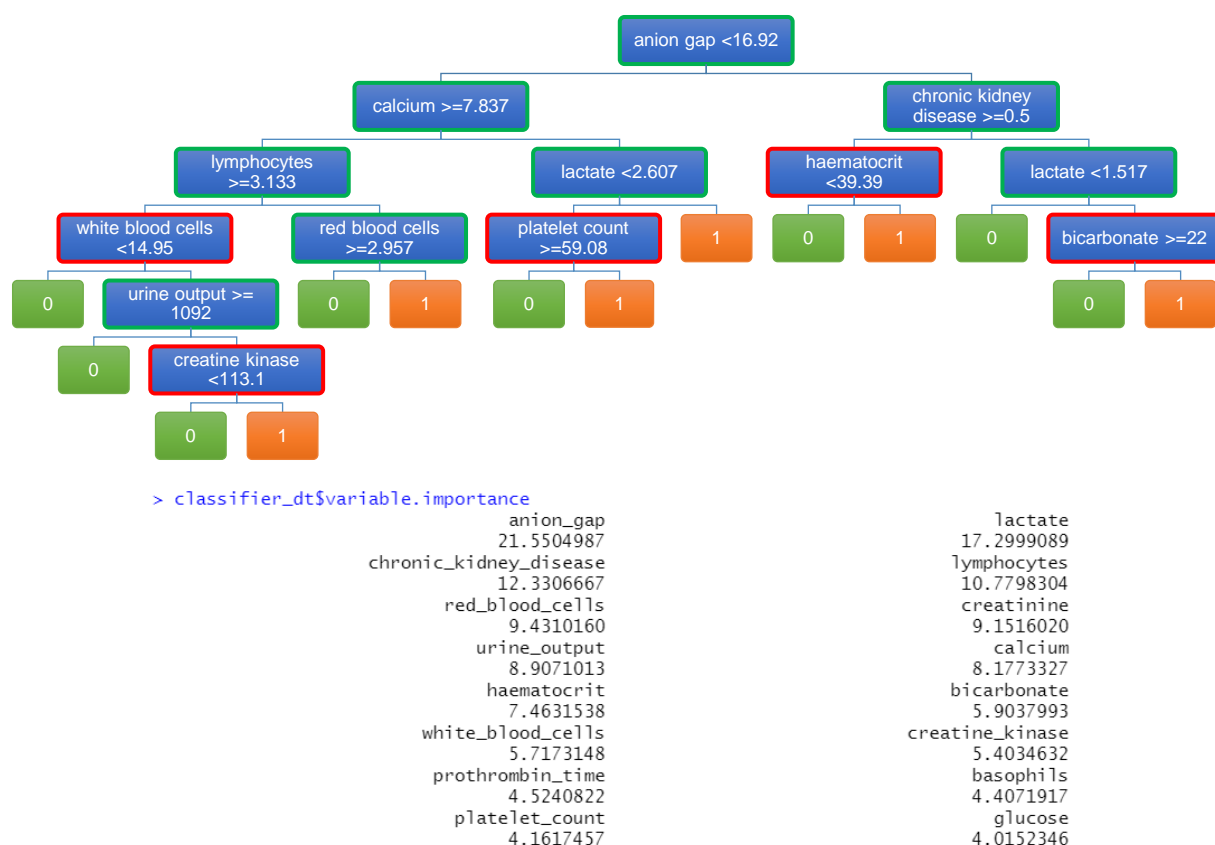 anion gap <16.92
calcium >=7.837
chronic kidney
disease >=0.5
lymphocytes
>=3.133
lactate <2.607
haematocrit
<39.39
lactate <1.517
white blood cells
<14.95
red blood cells
>=2.957
platelet count
>=59.08
1
0
1
0
bicarbonate >=22
0
urine output >=
1092
0
1
0
1
0
1
0
creatine kinase
<113.1
0
1
> classifier_dt$variable.importance
anion_gap lactate
21.5504987 17.2999089
chronic_kidney_disease lymphocytes
12.3306667 10.7798304
red_blood_cells creatinine
9.4310160 9.1516020
urine_output calcium
8.9071013 8.1773327
haematocrit bicarbonate
7.4631538 5.9037993
white_blood_cells creatine_kinase
5.7173148 5.4034632
prothrombin_time basophils
4.5240822 4.4071917
platelet_count glucose
4.1617457 4.0152346